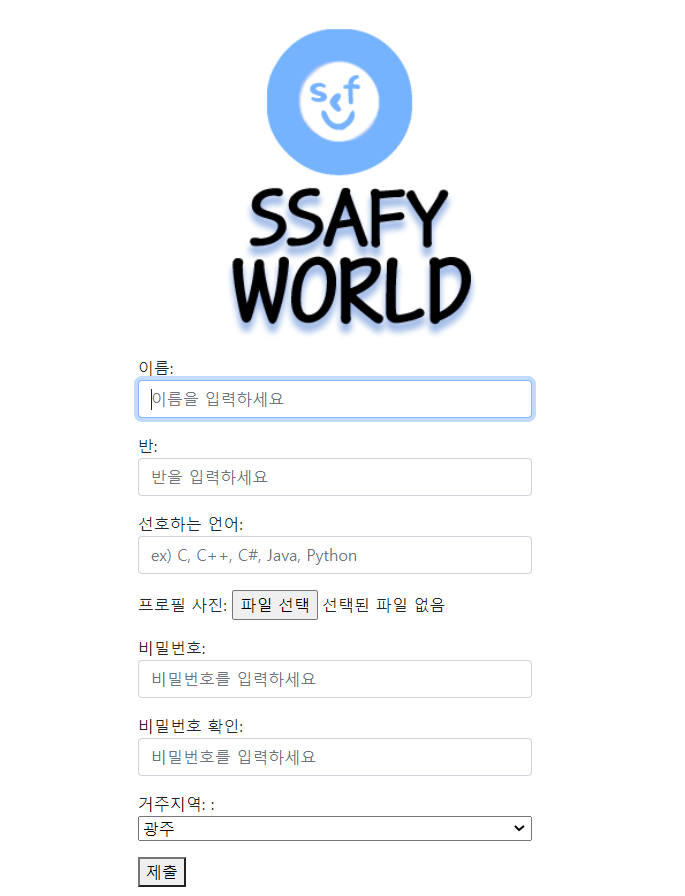 sf
SSAFY
WORLD
이름:
이름을 입력하세요
반:
반을 입력하세요
선호하는 언어:
ex) C, C++, C#, Java, Python
프로필 사진: 파일 선택 선택된 파일 없음
비밀번호:
비밀번호를 입력하세요
비밀번호 확인:
비밀번호를 입력하세요
거주지역: :
광주
제출